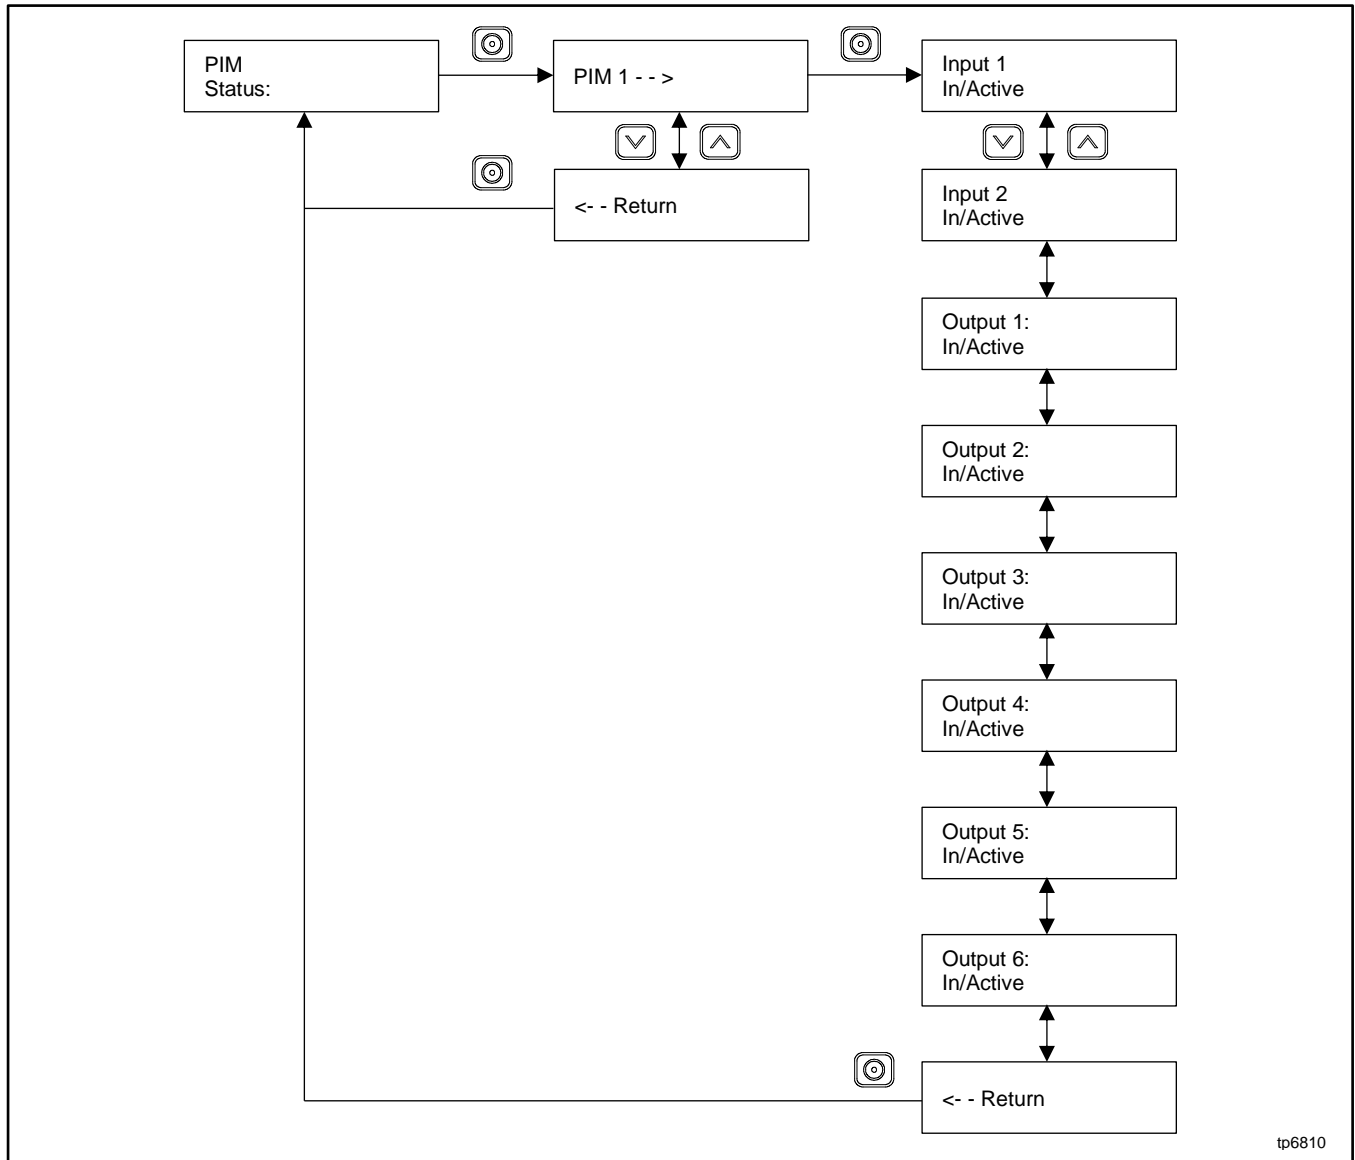 PIM
Status:
PIM 1 - - >
<- - Return
Input 1
In/Active
Input 2
In/Active
Output 1:
In/Active
Output 2:
In/Active
Output 3:
In/Active
Output 4:
In/Active
Output 5:
In/Active
Output 6:
In/Active
<- - Return
tp6810